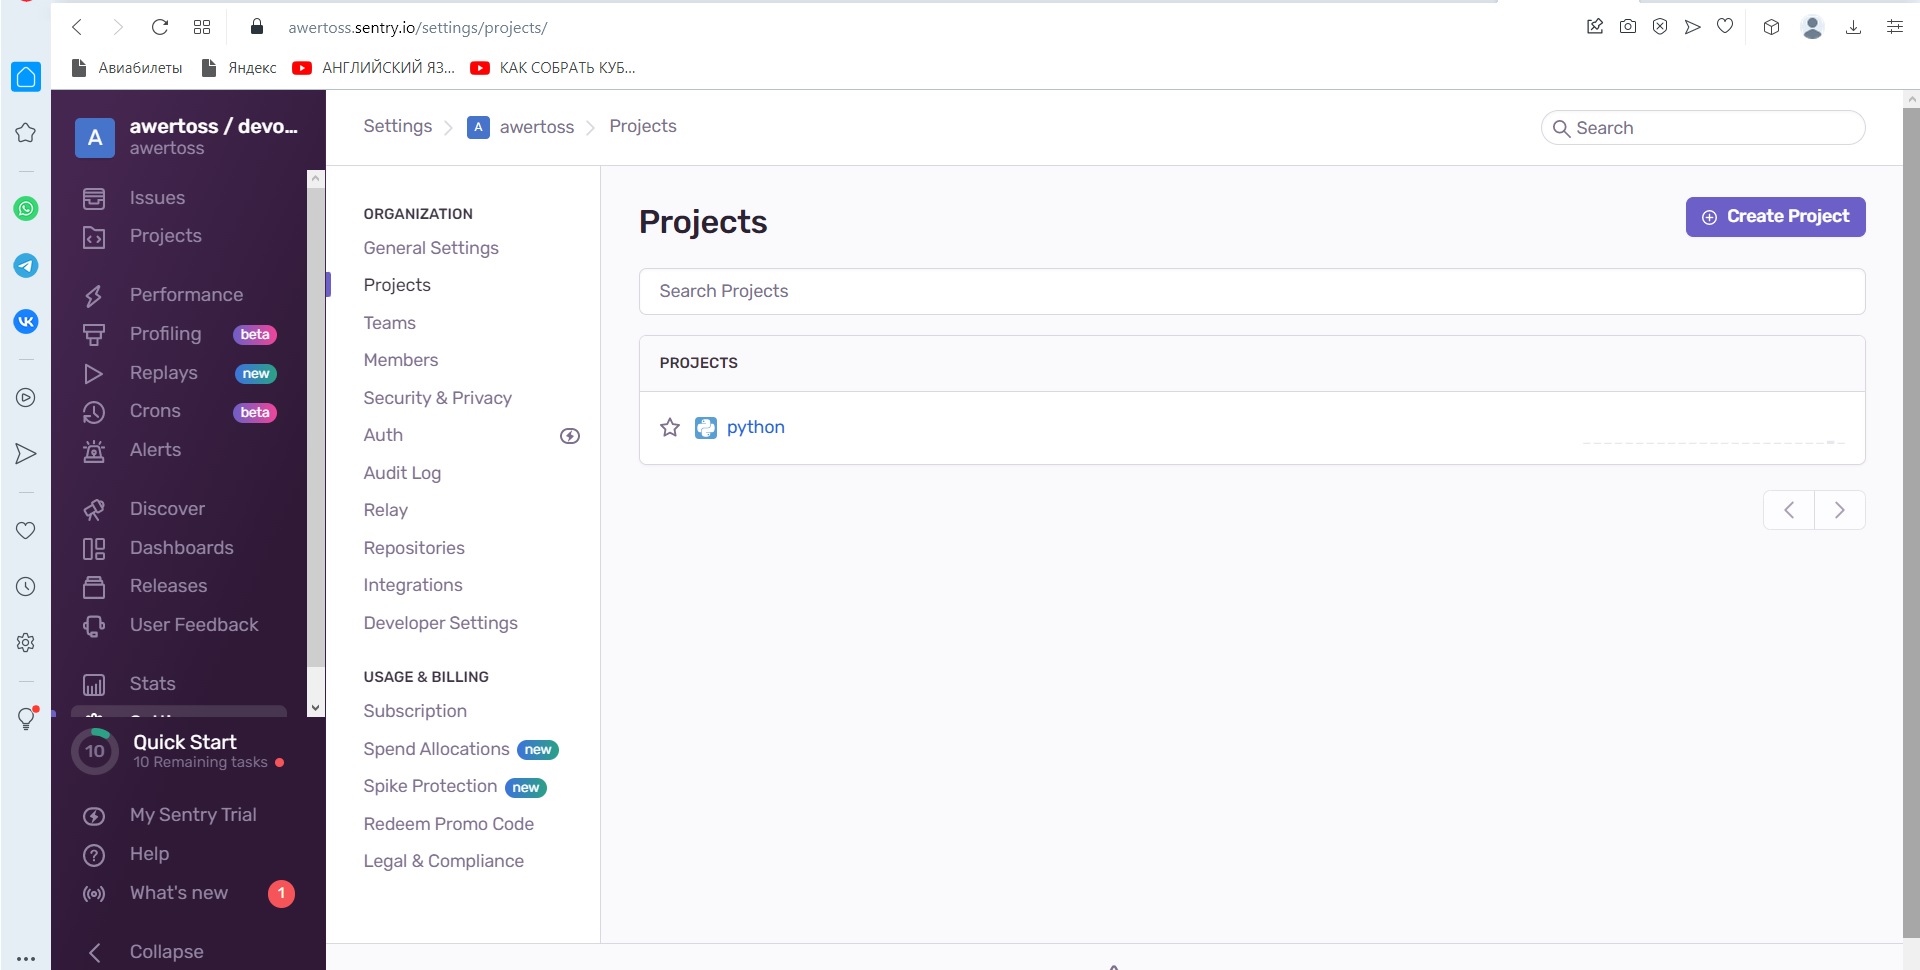 awertoss.sentry.io/settings/projects/
Авиабилеты
Яндекс
АНГЛИЙСКИЙ ЯЗ...
КАК СОБРАТЬ КУБ...
A
awertoss / devo...
awertoss
Issues
Projects
Performance
Profiling beta
Replays new
Crons beta
Alerts
Discover
Dashboards
Releases
User Feedback
Stats
10
Quick Start
10 Remaining tasks
My Sentry Trial
Help
What's new 1
Collapse
Settings
A awertoss
Projects
Search
ORGANIZATION
General Settings
Projects
Teams
Members
Security & Privacy
Auth
Audit Log
Relay
Repositories
Integrations
Developer Settings
USAGE & BILLING
Subscription
Spend Allocations new
Spike Protection new
Redeem Promo Code
Legal & Compliance
Projects
Create Project
Search Projects
PROJECTS
python